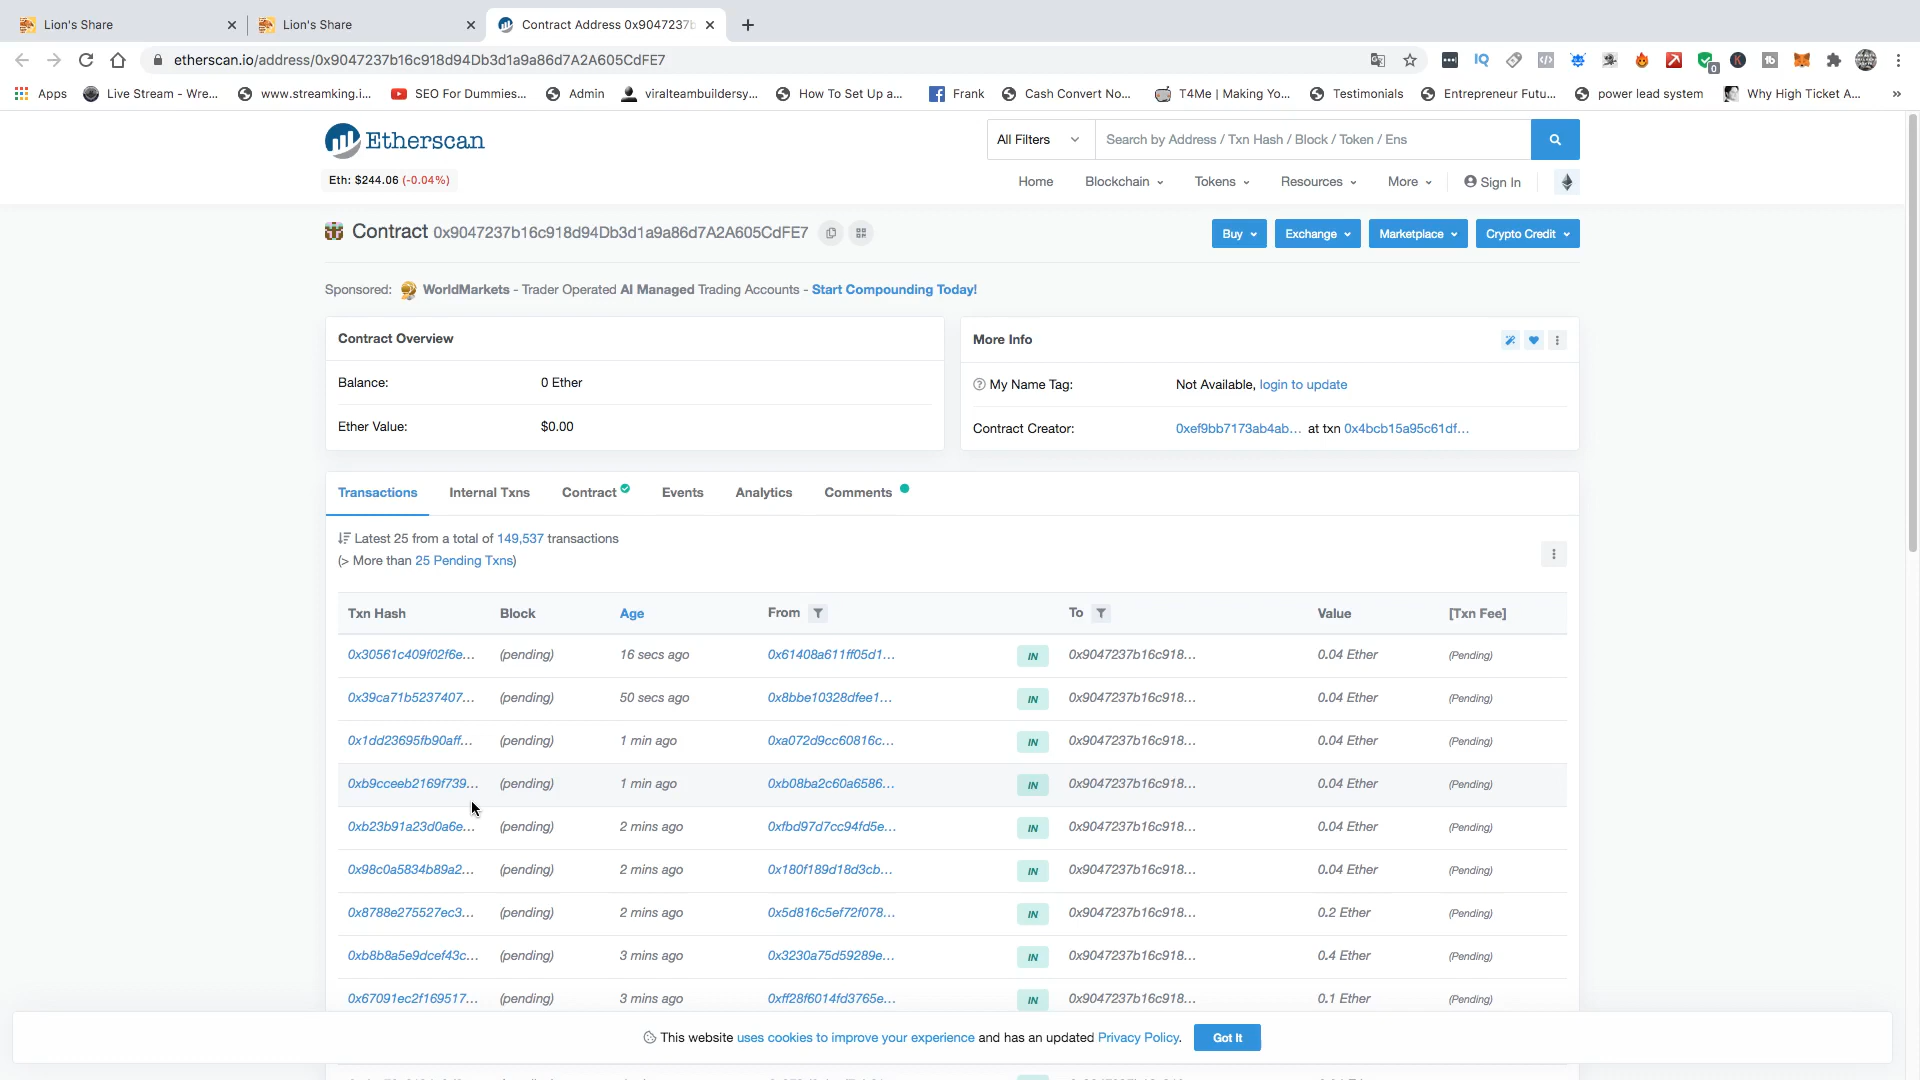 Lion's Share
Lion's Share
Contract Address 0x9047237b
etherscan.io/address/0x9047237b16c918d94Db3d1a9a86d7A2A605CdFE7
Apps
Live Stream - Wre...
www.streamking.i...
SEO For Dummies...
Admin
viralteambuildersy...
How To Set Up a...
Frank
Cash Convert No...
T4Me | Making Yo...
Testimonials
Entrepreneur Futu...
power lead system
Why High Ticket A...
»
Etherscan
All Filters
Search by Address / Txn Hash / Block / Token / Ens
Eth: $244.06 (-0.04%)
Home Blockchain Tokens Resources More Sign In
Contract 0x9047237b16c918d94Db3d1a9a86d7A2A605CdFE7
Buy Exchange Marketplace Crypto Credit
Sponsored: WorldMarkets - Trader Operated AI Managed Trading Accounts - Start Compounding Today!
Contract Overview
Balance: 0 Ether
Ether Value: $0.00
More Info
My Name Tag: Not Available, login to update
Contract Creator: 0xef9bb7173ab4ab... at txn 0x4bcb15a95c61df...
Transactions Internal Txns Contract Events Analytics Comments
Latest 25 from a total of 149,537 transactions
(> More than 25 Pending Txns)
Txn Hash Block Age From To Value [Txn Fee]
0x30561c409f02f6e... (pending) 16 secs ago 0x61408a611ff05d1... IN 0x9047237b16c918... 0.04 Ether (Pending)
0x39ca71b5237407... (pending) 50 secs ago 0x8bbe10328dfee1... IN 0x9047237b16c918... 0.04 Ether (Pending)
0x1dd23695fb90aff... (pending) 1 min ago 0xa072d9cc60816c... IN 0x9047237b16c918... 0.04 Ether (Pending)
0xb9cceeb2169f739... (pending) 1 min ago 0xb08ba2c60a6586... IN 0x9047237b16c918... 0.04 Ether (Pending)
0xb23b91a23d0a6e... (pending) 2 mins ago 0xfbd97d7cc94fd5e... IN 0x9047237b16c918... 0.04 Ether (Pending)
0x98c0a5834b89a2... (pending) 2 mins ago 0x180f189d18d3cb... IN 0x9047237b16c918... 0.04 Ether (Pending)
0x8788e275527ec3... (pending) 2 mins ago 0x5d816c5ef72f078... IN 0x9047237b16c918... 0.2 Ether (Pending)
0xb8b8a5e9dcef43c... (pending) 3 mins ago 0x3230a75d59289e... IN 0x9047237b16c918... 0.4 Ether (Pending)
0x67091ec2f169517... (pending) 3 mins ago 0xff28f6014fd3765e... IN 0x9047237b16c918... 0.1 Ether (Pending)
This website uses cookies to improve your experience and has an updated Privacy Policy. Got It